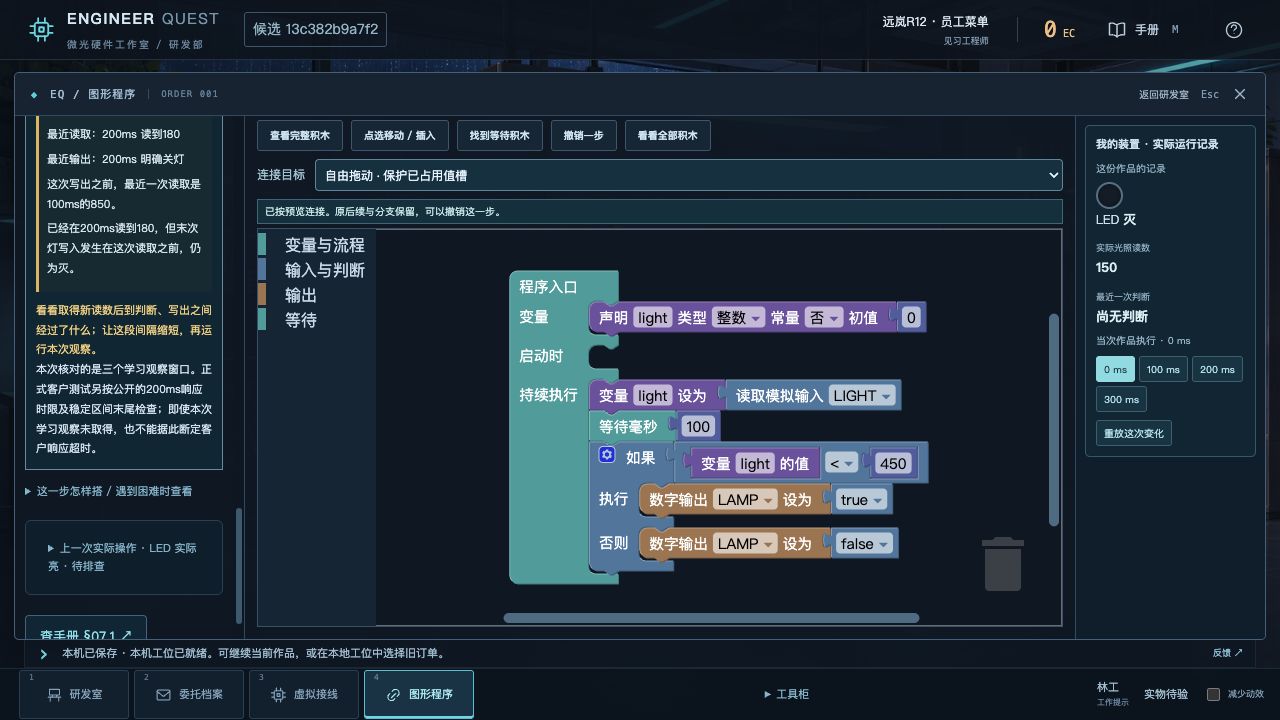 ENGINEER QUEST
微光硬件工作室 / 研发部
候选 13c382b9a7f2
远岚R12 · 员工菜单
见习工程师
0 EC
手册 M
EQ / 图形程序 ORDER 001
返回研发室 Esc
最近读取：200ms 读到180
最近输出：200ms 明确关灯
这次写出之前，最近一次读取是
100ms的850。
已经在200ms读到180，但末次
灯写入发生在这次读取之前，仍
为灭。
看看取得新读数后到判断、写出之间
经过了什么；让这段间隔缩短，再运
行本次观察。
本次核对的是三个学习观察窗口。正
式客户测试另按公开的200ms响应
时限及稳定区间末尾检查；即使本次
学习观察未取得，也不能据此断定客
户响应超时。
这一步怎样搭 / 遇到困难时查看
上一次实际操作 · LED 实际
亮 · 待排查
查手册 §07.1 ↗
查看完整积木
点选移动 / 插入
找到等待积木
撤销一步
看看全部积木
连接目标
自由拖动 · 保护已占用值槽
已按预览连接。原后续与分支保留，可以撤销这一步。
变量与流程
输入与判断
输出
等待
程序入口
变量
声明 light 类型 整数 常量 否 初值 0
启动时
持续执行
变量 light 设为 读取模拟输入 LIGHT
等待毫秒 100
如果 变量 light 的值 < 450
执行 数字输出 LAMP 设为 true
否则 数字输出 LAMP 设为 false
我的装置 · 实际运行记录
这份作品的记录
LED 灭
实际光照读数
150
最近一次判断
尚无判断
当次作品执行 · 0 ms
0 ms
100 ms
200 ms
300 ms
重放这次变化
本机已保存 · 本机工位已就绪。可继续当前作品，或在本地工位中选择旧订单。
反馈 ↗
1 研发室
2 委托档案
3 虚拟接线
4 图形程序
工具柜
林工
工作提示
实物待验
减少动效